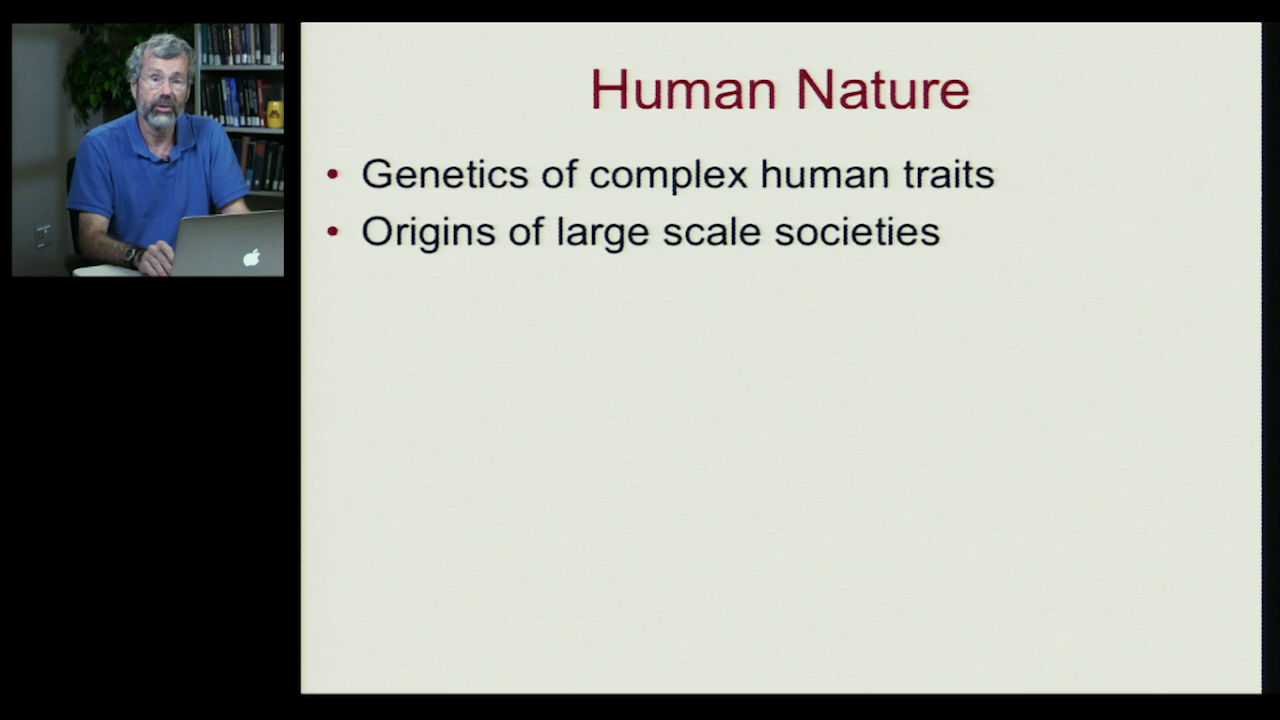 Human Nature
• Genetics of complex human traits
• Origins of large scale societies